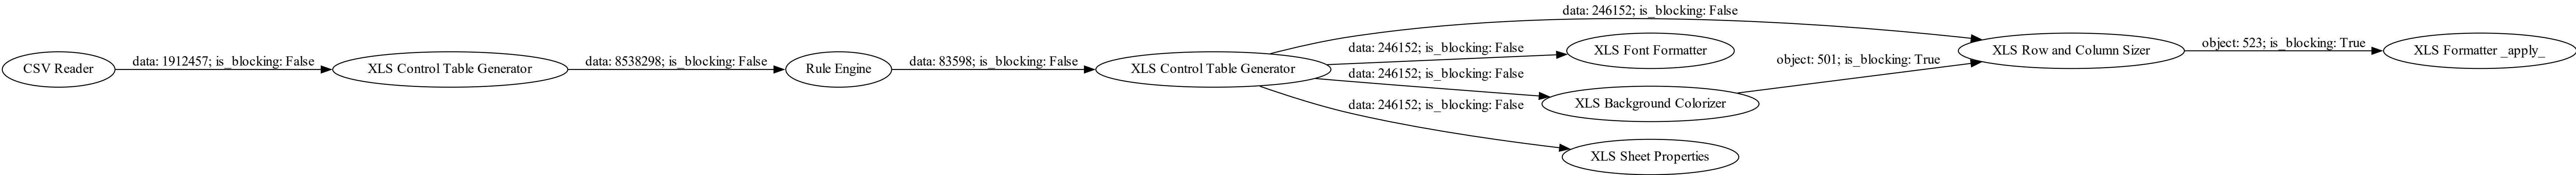 data: 246152; is_blocking: False
CSV Reader
data: 1912457; is_blocking: False
XLS Control Table Generator
data: 8538298; is_blocking: False
Rule Engine
data: 83598; is_blocking: False
XLS Control Table Generator
data: 246152; is_blocking: False
XLS Font Formatter
data: 246152; is_blocking: False
XLS Background Colorizer
object: 501; is_blocking: True
data: 246152; is_blocking: False
XLS Sheet Properties
XLS Row and Column Sizer
object: 523; is_blocking: True
XLS Formatter _apply_